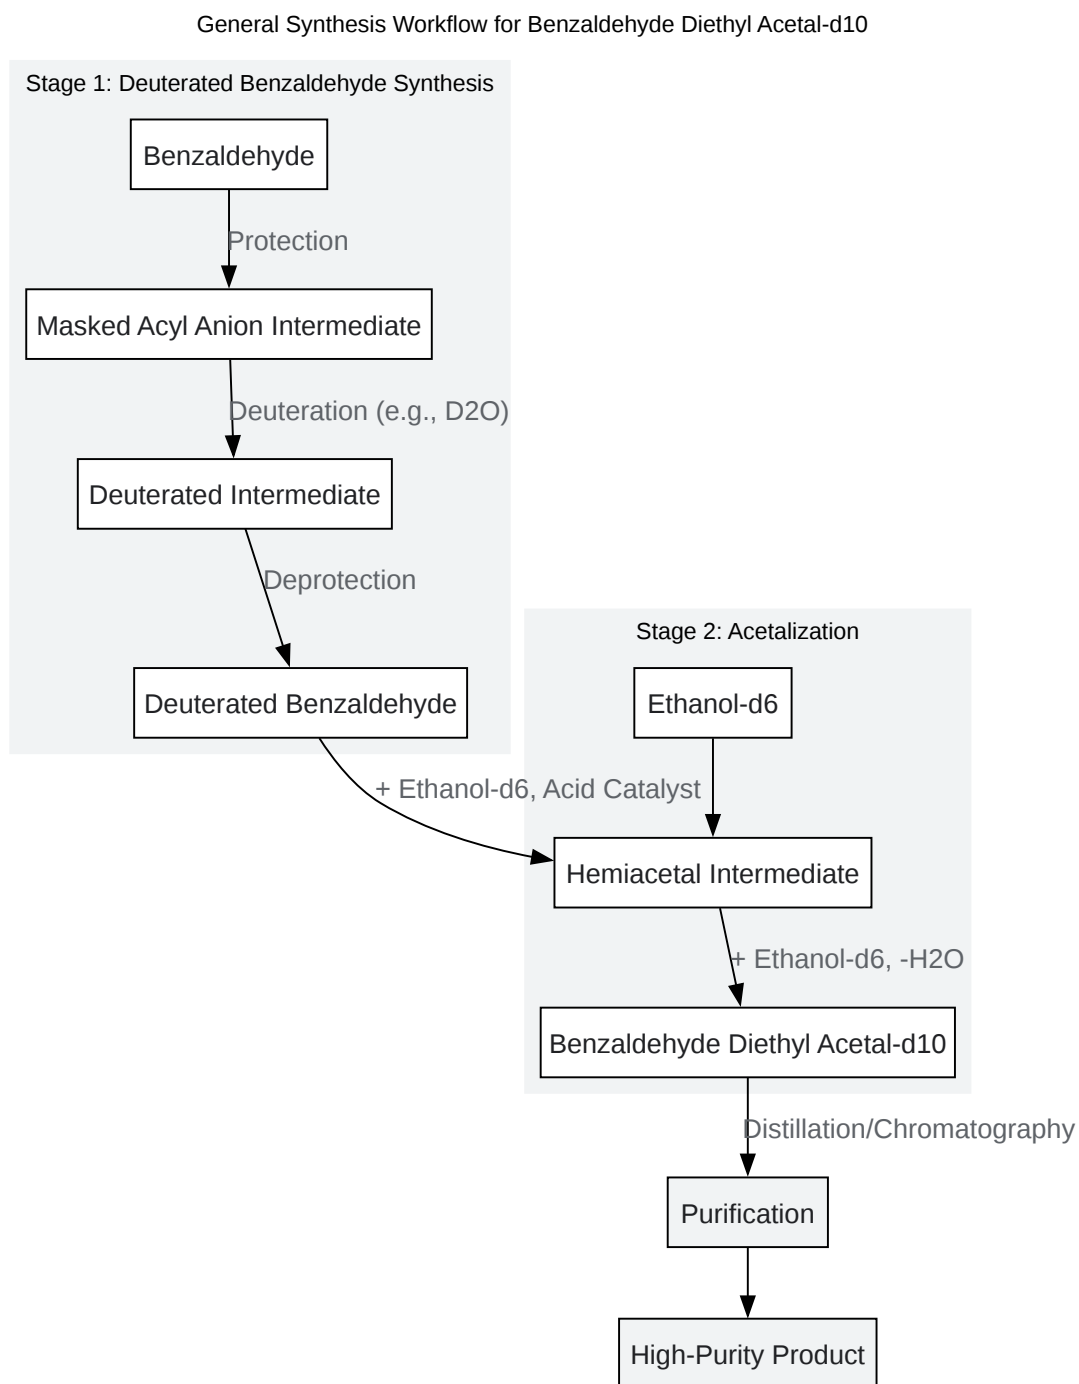 General Synthesis Workflow for Benzaldehyde Diethyl Acetal-d10
Stage 1: Deuterated Benzaldehyde Synthesis
Benzaldehyde
Protection
Masked Acyl Anion Intermediate
Deuteration (e.g., D2O)
Deuterated Intermediate
Deprotection
Deuterated Benzaldehyde
Stage 2: Acetalization
Ethanol-d6
+ Ethanol-d6, Acid Catalyst
Hemiacetal Intermediate
+ Ethanol-d6, -H2O
Benzaldehyde Diethyl Acetal-d10
Distillation/Chromatography
Purification
High-Purity Product